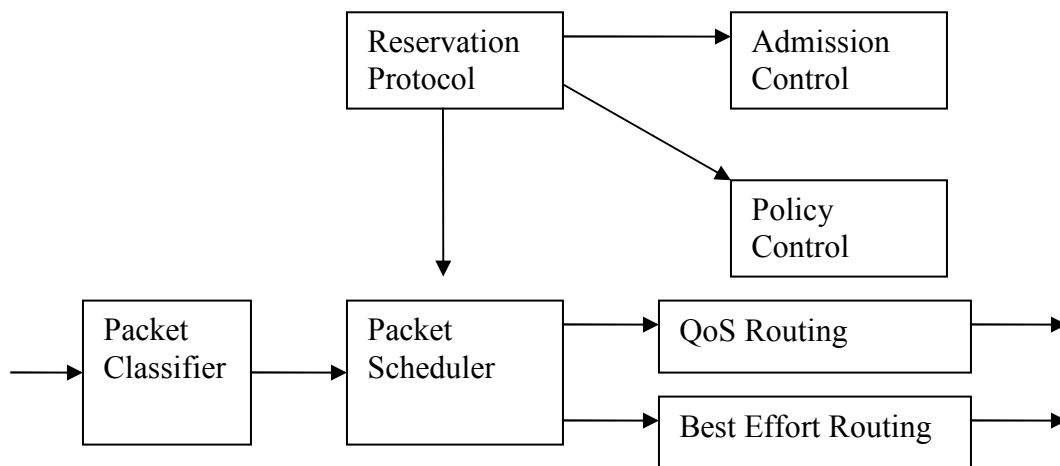 Reservation
Protocol
Admission
Control
Policy
Control
Packet
Classifier
Packet
Scheduler
QoS Routing
Best Effort Routing